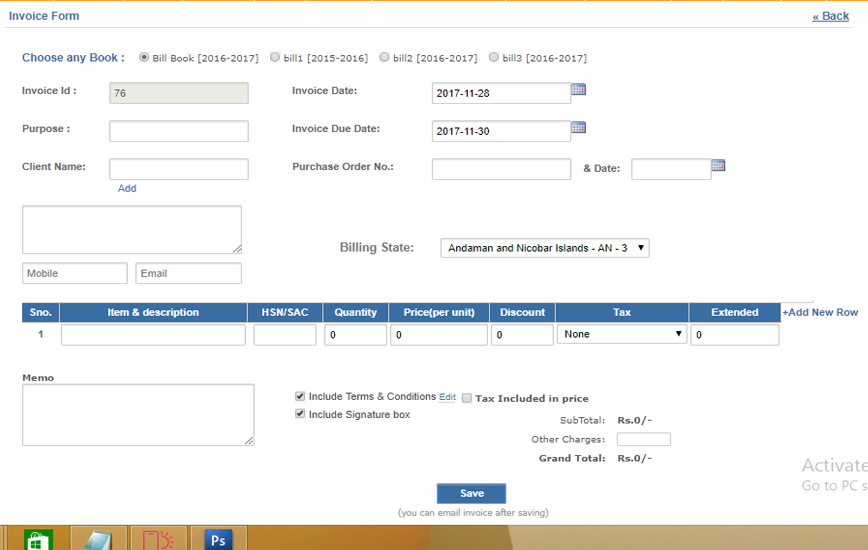 Invoice Form
« Back
Choose any Book : Bill Book [2016-2017] bill1 [2015-2016] bill2 [2016-2017] bill3 [2016-2017]
Invoice Id : 76 Invoice Date: 2017-11-28
Purpose : Invoice Due Date: 2017-11-30
Client Name: Purchase Order No.: & Date:
Add
Billing State: Andaman and Nicobar Islands - AN - 3
Mobile Email
Sno. Item & description HSN/SAC Quantity Price(per unit) Discount Tax Extended +Add New Row
1 0 0 0 None 0
Memo
Include Terms & Conditions Edit Tax Included in price
Include Signature box
SubTotal: Rs.0/-
Other Charges:
Grand Total: Rs.0/-
Save
(you can email invoice after saving)
Activate
Go to PC s
Ps